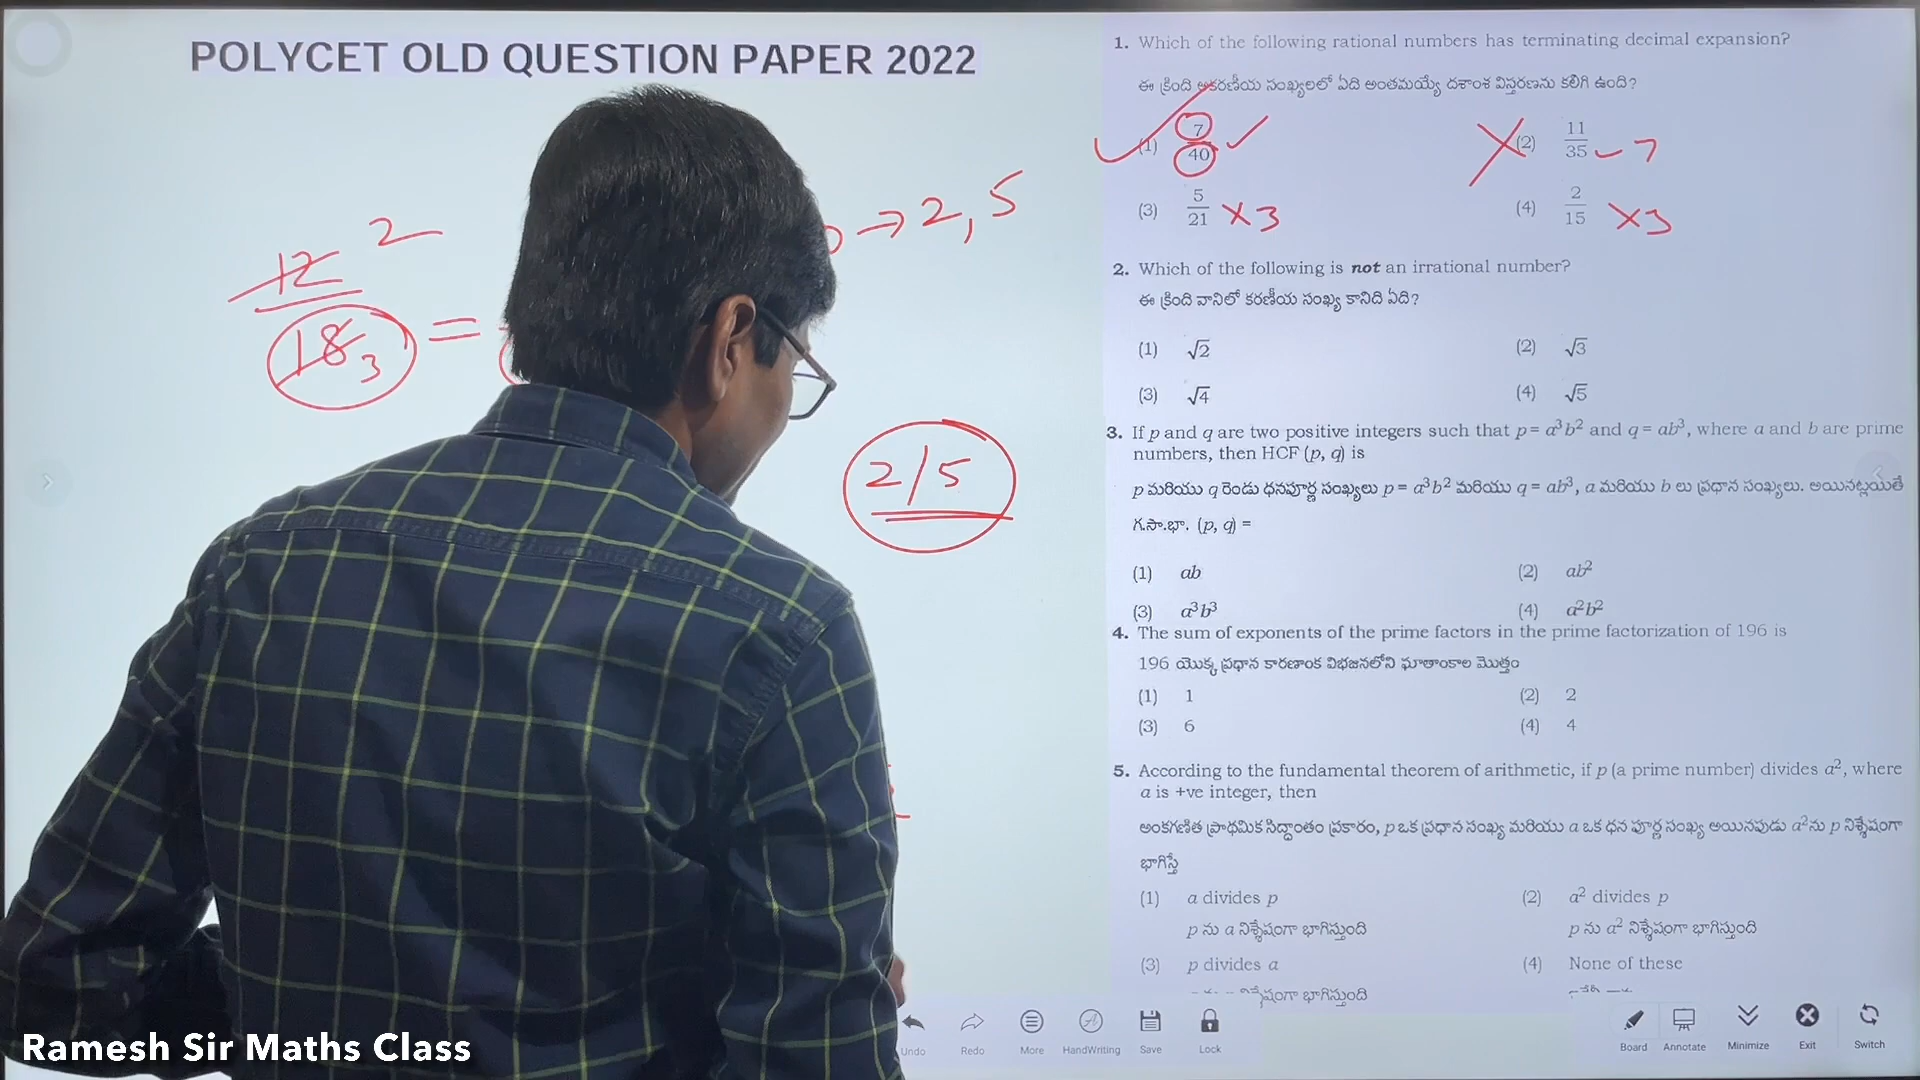 POLYCET OLD QUESTION PAPER 2022
12 2
18 3 =
→ 2, 5
2/5
1. Which of the following rational numbers has terminating decimal expansion?
ఈ క్రింది అకరణీయ సంఖ్యలలో ఏది అంతమయ్యే దశాంశ విస్తరణను కలిగి ఉంది?
(1) 7/40
(2) 11/35 7
(3) 5/21 ×3
(4) 2/15 ×3
2. Which of the following is not an irrational number?
ఈ క్రింది వానిలో కరణీయ సంఖ్య కానిది ఏది?
(1) √2
(2) √3
(3) √4
(4) √5
3. If p and q are two positive integers such that p = a³b² and q = ab³, where a and b are prime
numbers, then HCF (p, q) is
p మరియు q రెండు ధనపూర్ణ సంఖ్యలు p = a³b² మరియు q = ab³, a మరియు b లు ప్రధాన సంఖ్యలు. అయినట్లయితే
గ.సా.భా. (p, q) =
(1) ab
(2) ab²
(3) a³b³
(4) a²b²
4. The sum of exponents of the prime factors in the prime factorization of 196 is
196 యొక్క ప్రధాన కారణాంక విభజనలోని ఘాతాంకాల మొత్తం
(1) 1
(2) 2
(3) 6
(4) 4
5. According to the fundamental theorem of arithmetic, if p (a prime number) divides a², where
a is +ve integer, then
అంకగణిత ప్రాథమిక సిద్ధాంతం ప్రకారం, p ఒక ప్రధాన సంఖ్య మరియు a ఒక ధన పూర్ణ సంఖ్య అయినపుడు a²ను p నిశ్శేషంగా
భాగిస్తే
(1) a divides p
p ను a నిశ్శేషంగా భాగిస్తుంది
(2) a² divides p
p ను a² నిశ్శేషంగా భాగిస్తుంది
(3) p divides a
భాగిస్తుంది
(4) None of these
Undo Redo More HandWriting Save Lock
Board Annotate Minimize Exit Switch
Ramesh Sir Maths Class